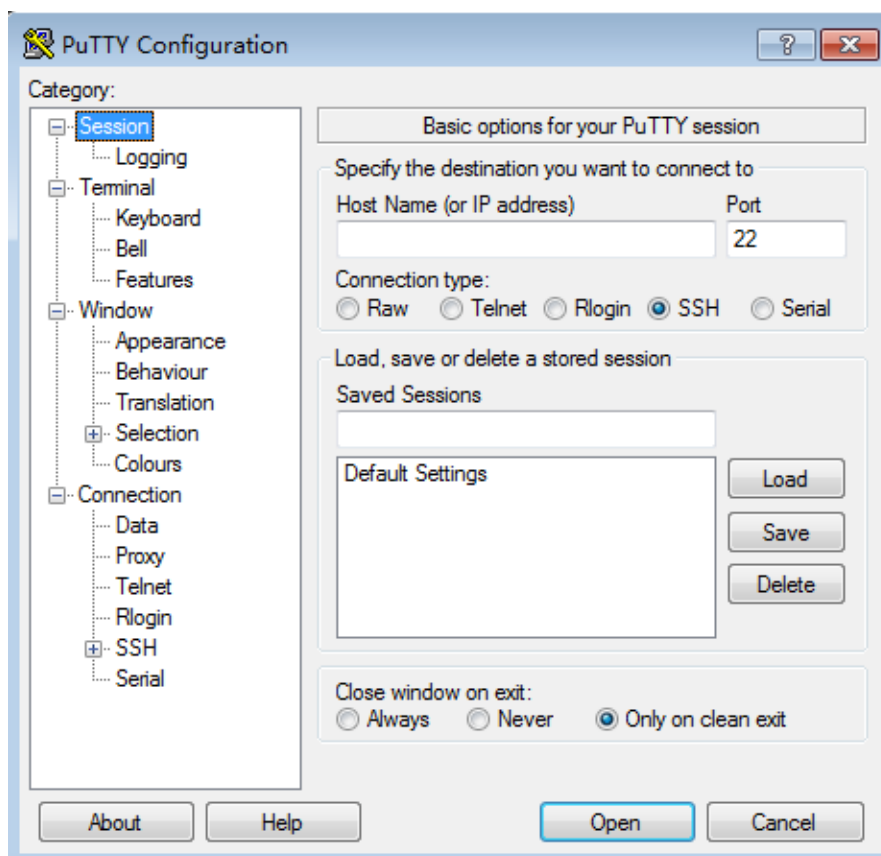 PuTTY Configuration
Category:
Session
Logging
Terminal
Keyboard
Bell
Features
Window
Appearance
Behaviour
Translation
Selection
Colours
Connection
Data
Proxy
Telnet
Rlogin
SSH
Serial
Basic options for your PuTTY session
Specify the destination you want to connect to
Host Name (or IP address) Port
22
Connection type:
Raw Telnet Rlogin SSH Serial
Load, save or delete a stored session
Saved Sessions
Default Settings
Load
Save
Delete
Close window on exit:
Always Never Only on clean exit
About Help Open Cancel